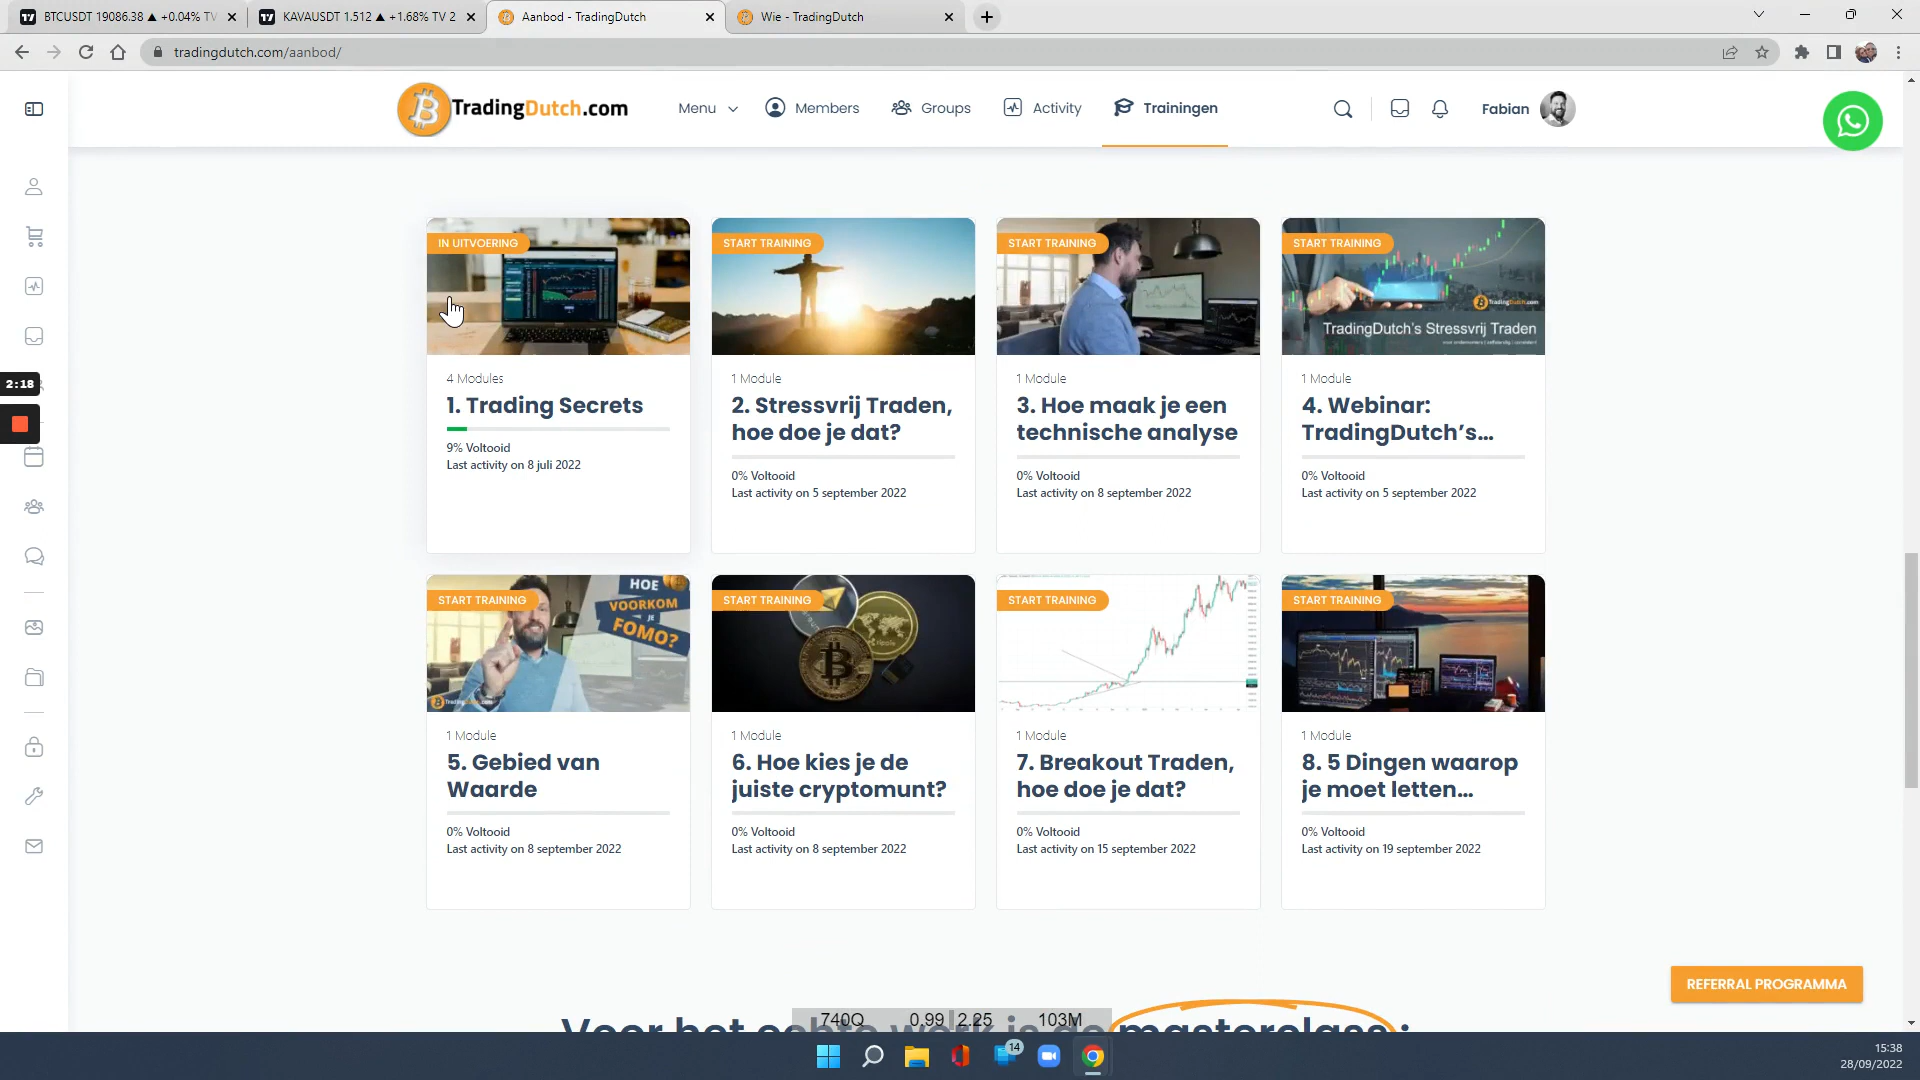 BTCUSDT 19086.38 ▲ +0.04% TV
KAVAUSDT 1.512 ▲ +1.68% TV 2
Aanbod - TradingDutch
Wie - TradingDutch
tradingdutch.com/aanbod/
TradingDutch.com
Menu
Members
Groups
Activity
Trainingen
Fabian
IN UITVOERING
START TRAINING
START TRAINING
START TRAINING
TradingDutch.com
TradingDutch's Stressvrij Traden
4 Modules
1. Trading Secrets
9% Voltooid
Last activity on 8 juli 2022
1 Module
2. Stressvrij Traden,
hoe doe je dat?
0% Voltooid
Last activity on 5 september 2022
1 Module
3. Hoe maak je een
technische analyse
0% Voltooid
Last activity on 8 september 2022
1 Module
4. Webinar:
TradingDutch's...
0% Voltooid
Last activity on 5 september 2022
2:18
START TRAINING
HOE
VOORKOM
JE
FOMO?
START TRAINING
START TRAINING
START TRAINING
1 Module
5. Gebied van
Waarde
0% Voltooid
Last activity on 8 september 2022
1 Module
6. Hoe kies je de
juiste cryptomunt?
0% Voltooid
Last activity on 8 september 2022
1 Module
7. Breakout Traden,
hoe doe je dat?
0% Voltooid
Last activity on 15 september 2022
1 Module
8. 5 Dingen waarop
je moet letten...
0% Voltooid
Last activity on 19 september 2022
REFERRAL PROGRAMMA
Voor het echte werk is de masterclass :
740Q 0.99 2.25 103M
14
15:38
28/09/2022